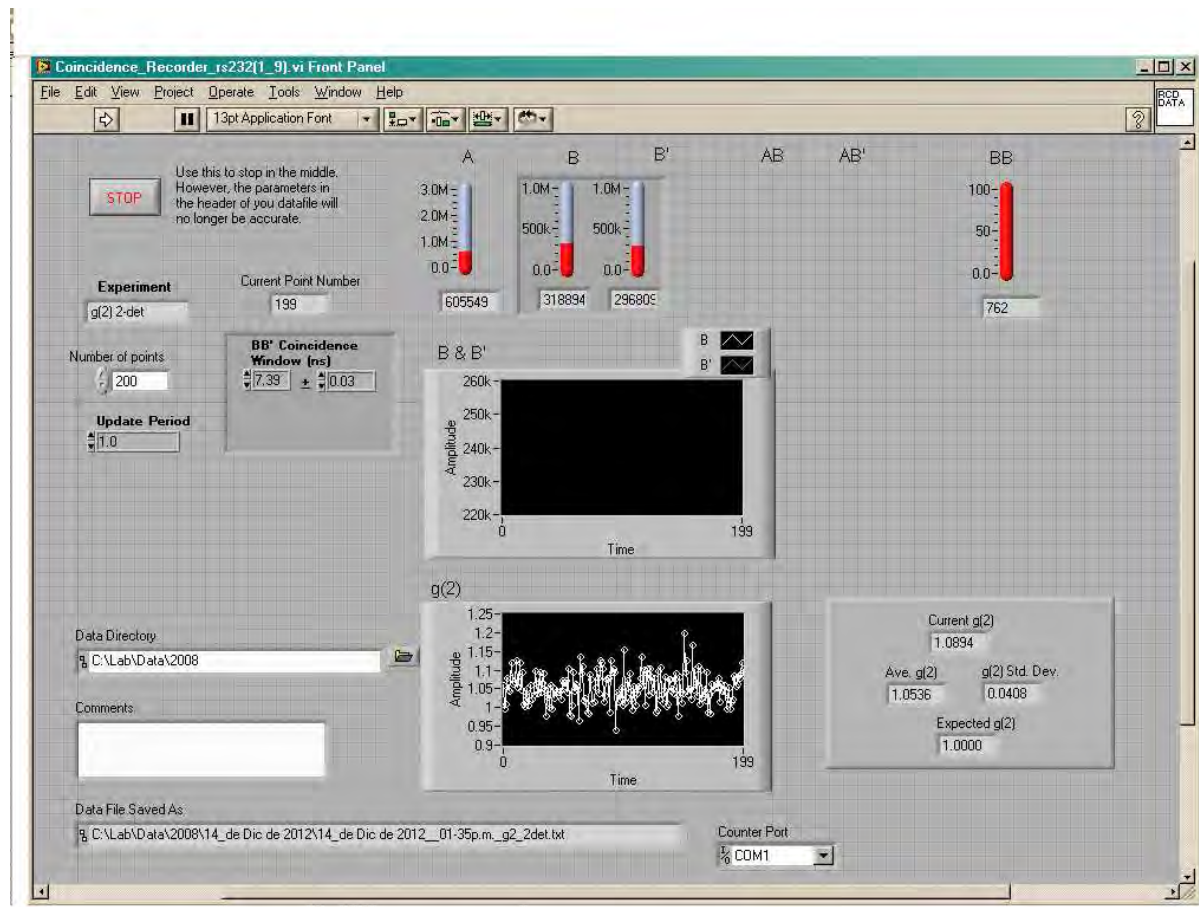 Coincidence_Recorder_rs232(1_9).vi Front Panel
File Edit View Project Operate Tools Window Help
RCD
DATA
13pt Application Font
?
STOP
Use this to stop in the middle.
However, the parameters in
the header of you datafile will
no longer be accurate.
A B B' AB AB' BB
3.0M
2.0M
1.0M
0.0
605549
1.0M
500k
0.0
318894
1.0M
500k
0.0
100
50
0.0
762
Experiment
g(2) 2-det
Current Point Number
199
Number of points
200
BB' Coincidence
Window (ns)
7.39 ± 0.03
Update Period
1.0
B & B'
B
B'
260k
250k
240k
230k
220k
Amplitude
0 199
Time
g(2)
1.25
1.2
1.15
1.1
1.05
1
0.95
0.9
Amplitude
0 199
Time
Current g(2)
1.0894
Ave. g(2) g(2) Std. Dev.
1.0536 0.0408
Expected g(2)
1.0000
Data Directory
C:\Lab\Data\2008
Comments
Data File Saved As
C:\Lab\Data\2008\14_de Dic de 2012\14_de Dic de 2012__01-35p.m._g2_2det.txt
Counter Port
COM1